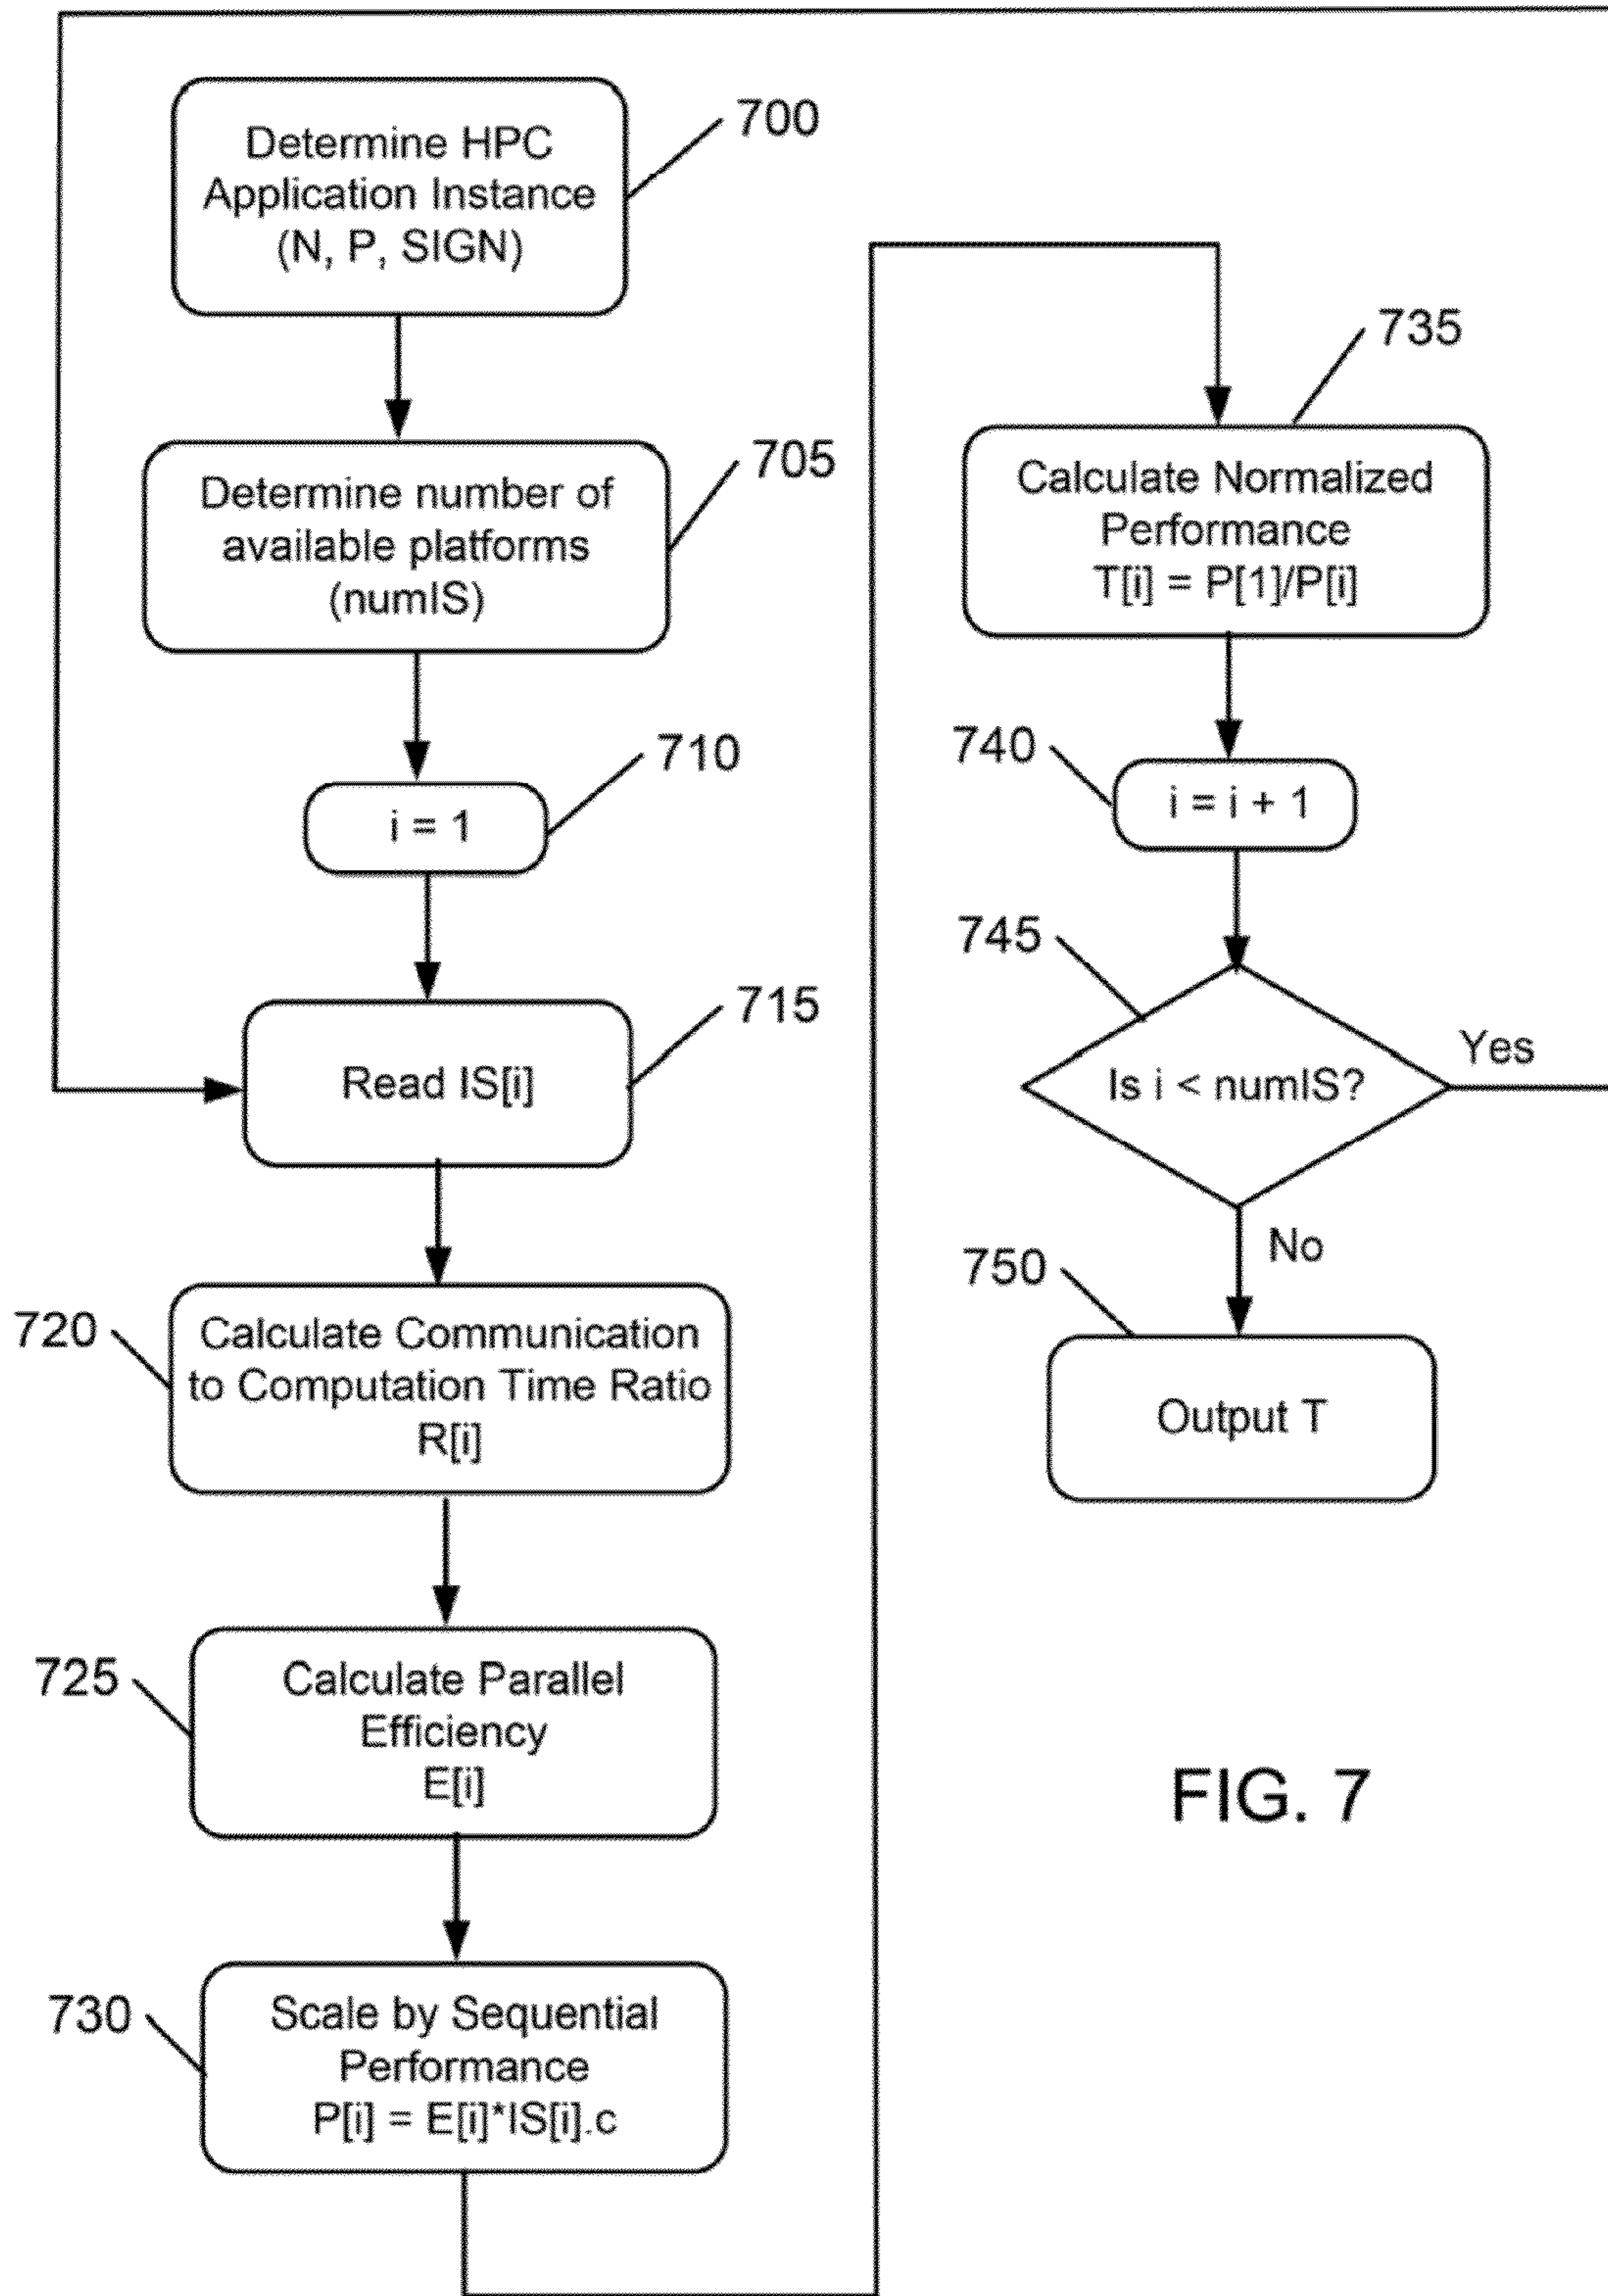 Determine HPC
Application Instance
(N, P, SIGN)
700
Determine number of
available platforms
(numIS)
705
i = 1
710
Read IS[i]
715
720
Calculate Communication
to Computation Time Ratio
R[i]
725
Calculate Parallel
Efficiency
E[i]
730
Scale by Sequential
Performance
P[i] = E[i]*IS[i].c
735
Calculate Normalized
Performance
T[i] = P[1]/P[i]
740
i = i + 1
745
Is i < numIS?
Yes
No
750
Output T
FIG. 7